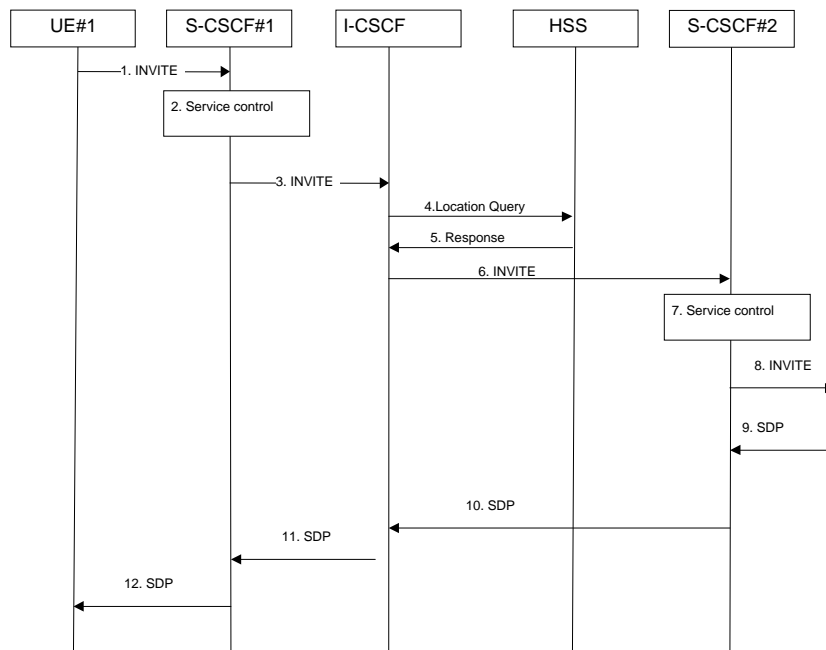 UE#1
S-CSCF#1
I-CSCF
HSS
S-CSCF#2
1. INVITE
2. Service control
3. INVITE
4.Location Query
5. Response
6. INVITE
7. Service control
8. INVITE
9. SDP
10. SDP
11. SDP
12. SDP